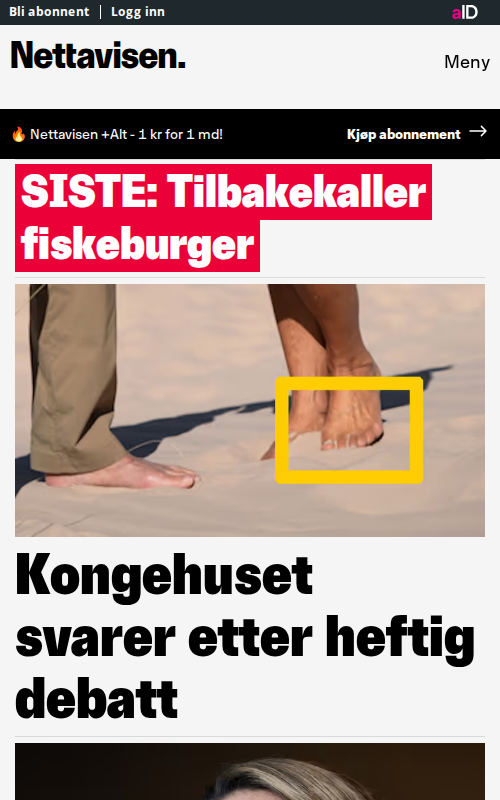 Bli abonnent | Logg inn
aID
Nettavisen.
Meny
🔥 Nettavisen +Alt - 1 kr for 1 md!
Kjøp abonnement →
SISTE: Tilbakekaller
fiskeburger
Kongehuset
svarer etter heftig
debatt